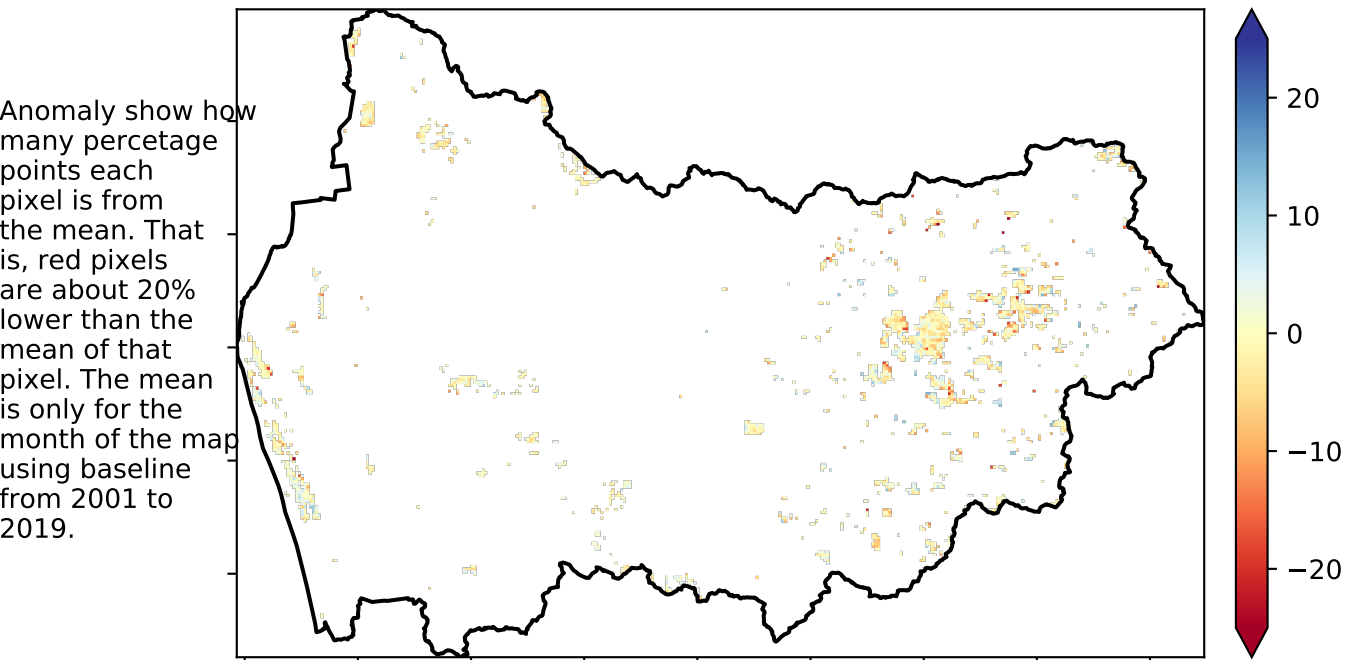 Anomaly show how
many percetage
points each
pixel is from
the mean. That
is, red pixels
are about 20%
lower than the
mean of that
pixel. The mean
is only for the
month of the map
using baseline
from 2001 to
2019.
20
10
0
−10
−20